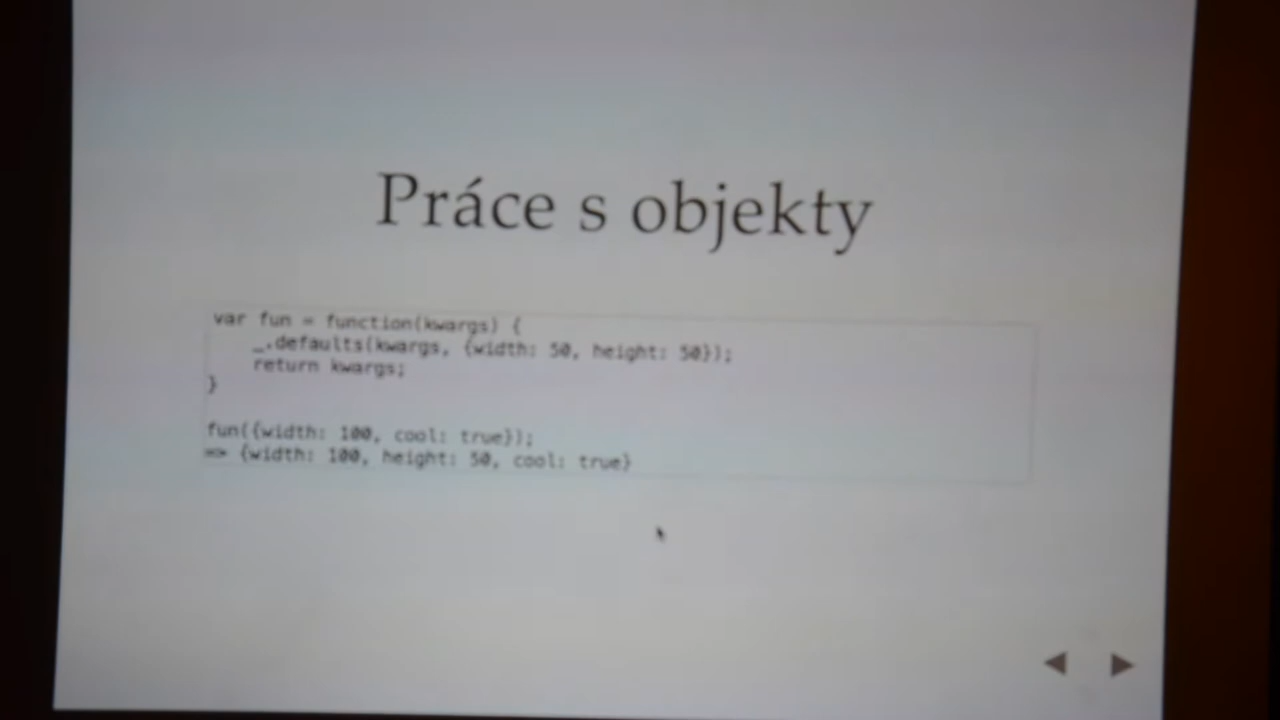 Práce s objekty
var fun = function(kwargs) {
    _.defaults(kwargs, {width: 50, height: 50});
    return kwargs;
}
fun({width: 100, cool: true});
=> {width: 100, height: 50, cool: true}